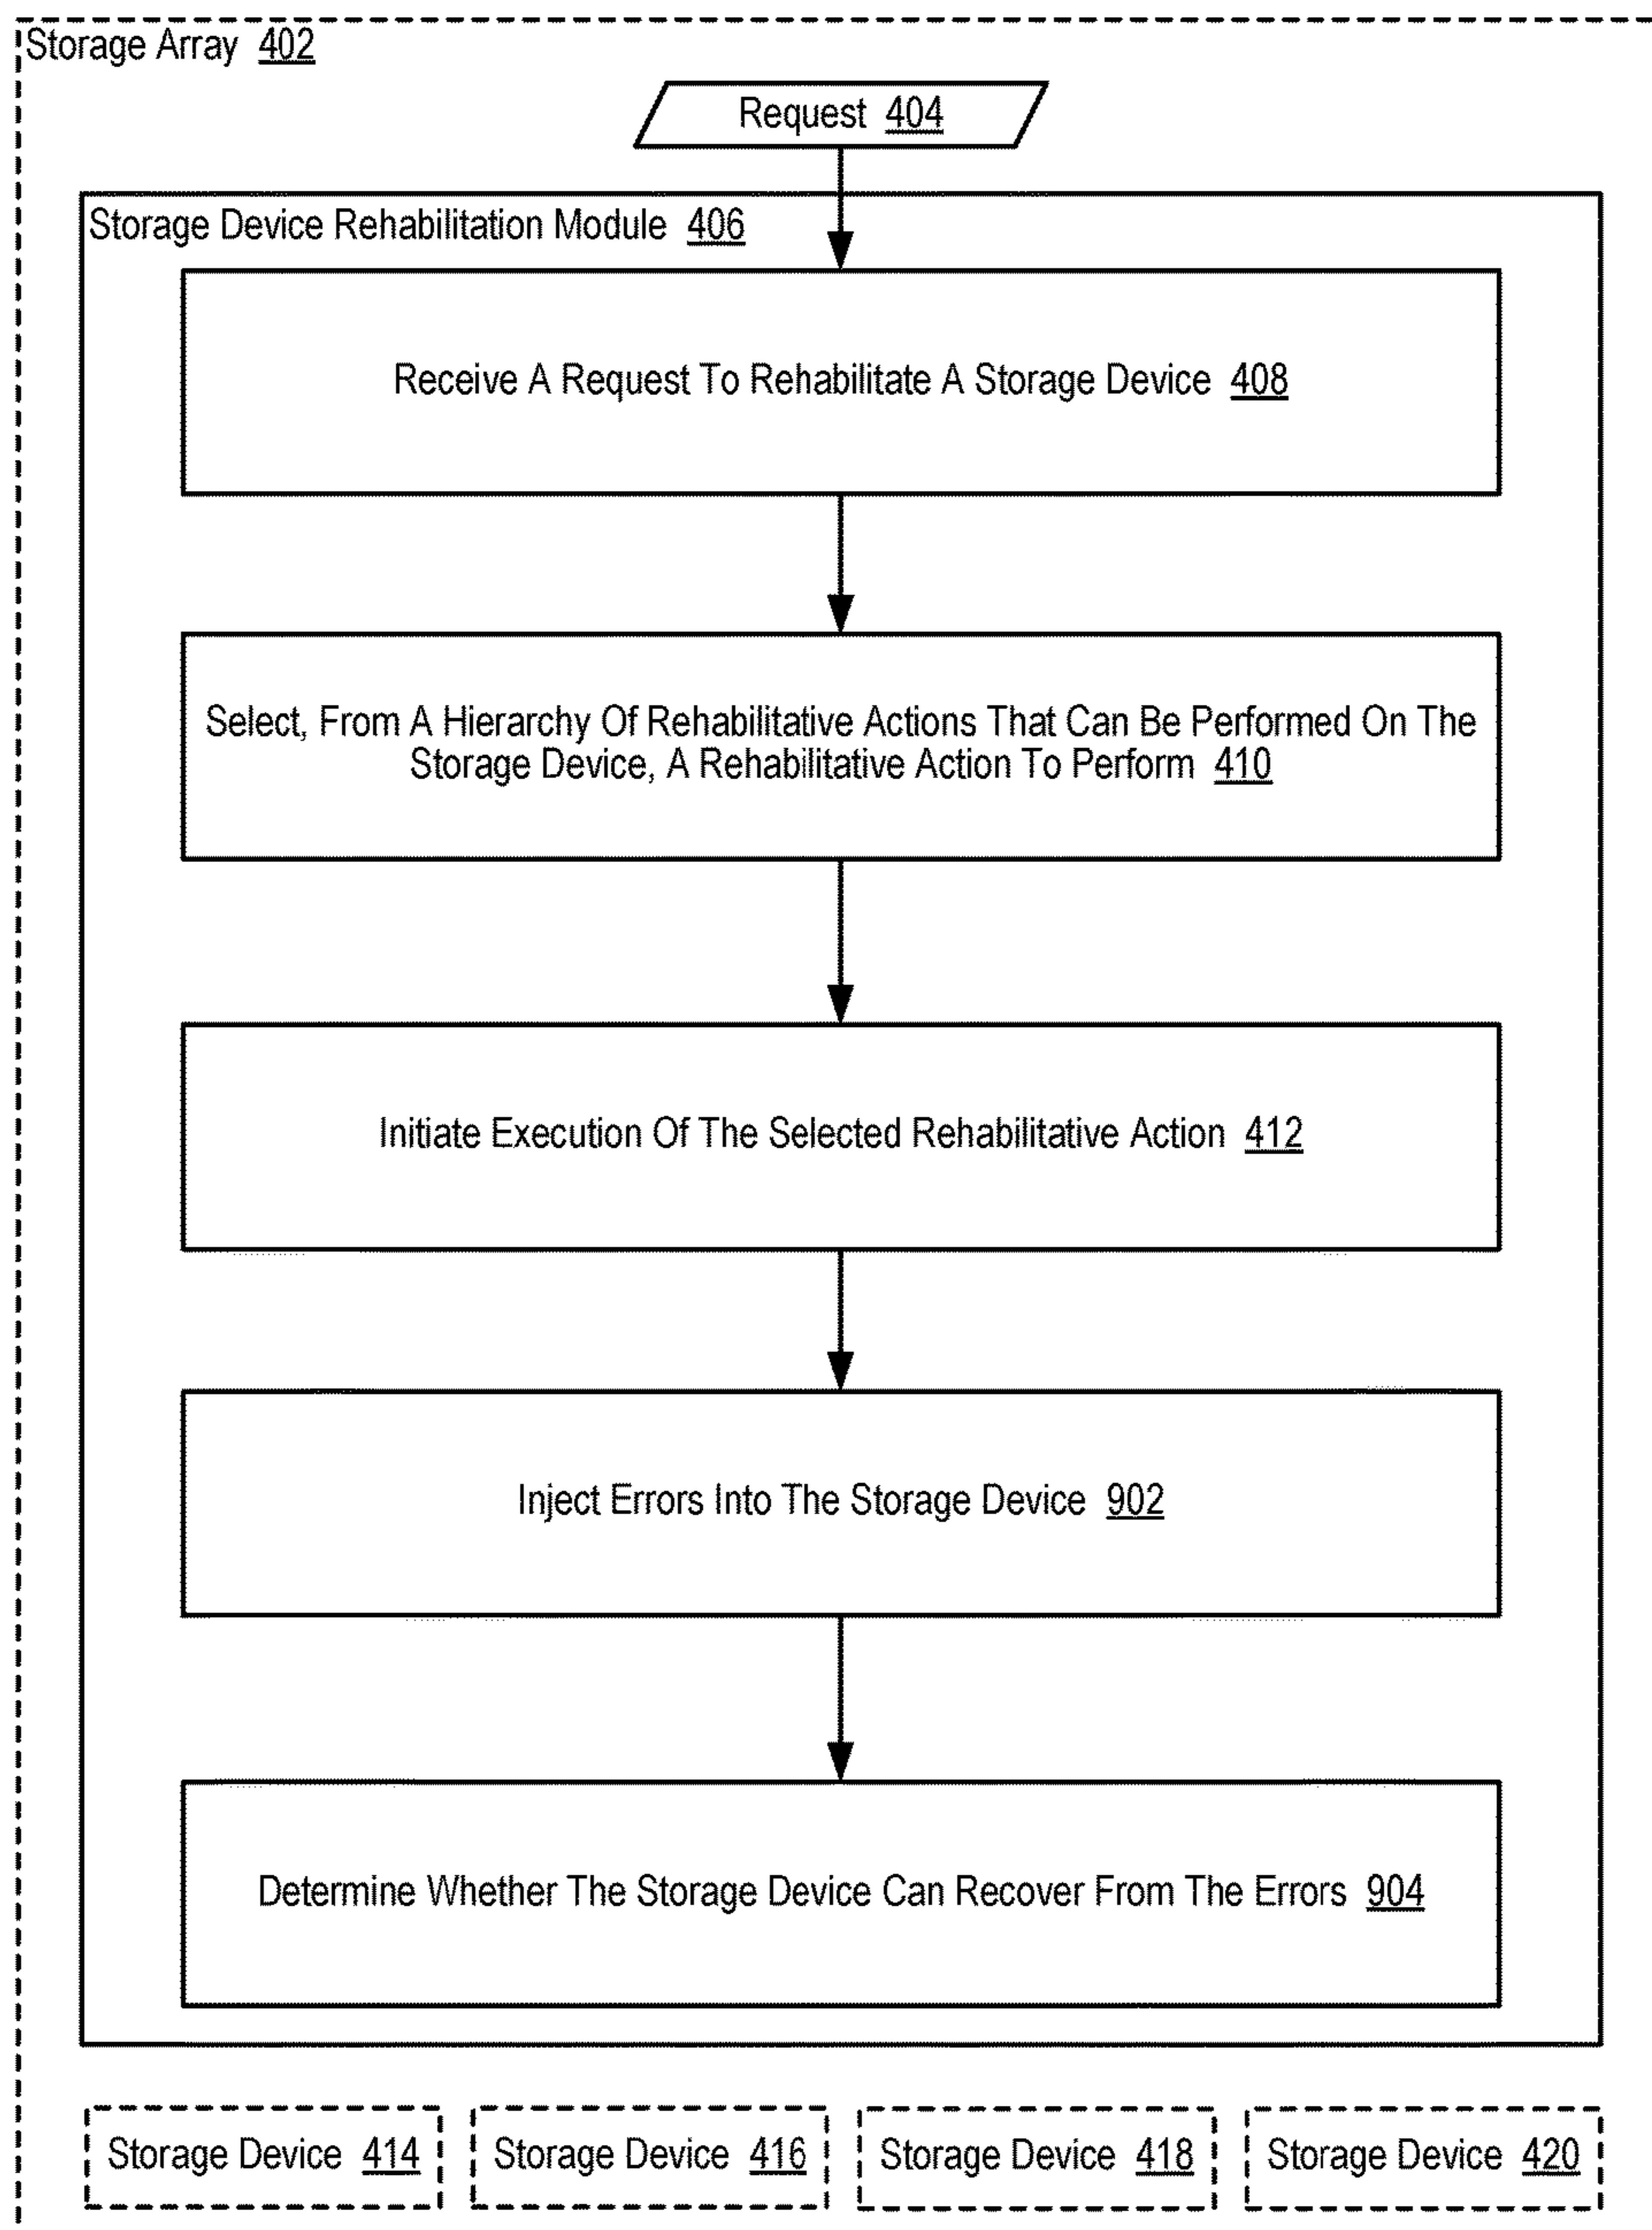 Storage Array 402
Request 404
Storage Device Rehabilitation Module 406
Receive A Request To Rehabilitate A Storage Device 408
Select, From A Hierarchy Of Rehabilitative Actions That Can Be Performed On The
Storage Device, A Rehabilitative Action To Perform 410
Initiate Execution Of The Selected Rehabilitative Action 412
Inject Errors Into The Storage Device 902
Determine Whether The Storage Device Can Recover From The Errors 904
Storage Device 414
Storage Device 416
Storage Device 418
Storage Device 420